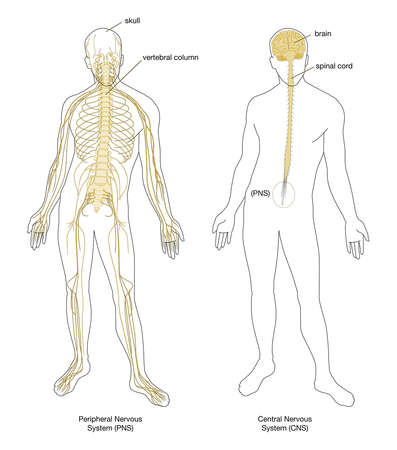 skull
vertebral column
Peripheral Nervous
System (PNS)
brain
spinal cord
(PNS)
Central Nervous
System (CNS)